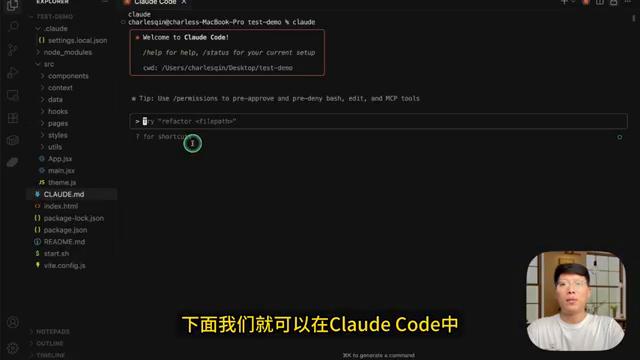 EXPLORER
TEST-DEMO
.claude
settings.local.json
node_modules
src
components
context
data
hooks
pages
styles
utils
App.jsx
main.jsx
theme.js
CLAUDE.md
index.html
package-lock.json
package.json
README.md
start.sh
vite.config.js
NOTEPADS
OUTLINE
TIMELINE
Claude Code
claude
charlesqin@charless-MacBook-Pro test-demo % claude
Welcome to Claude Code!
/help for help, /status for your current setup
cwd: /Users/charlesqin/Desktop/test-demo
Tip: Use /permissions to pre-approve and pre-deny bash, edit, and MCP tools
> Try "refactor <filepath>"
? for shortcuts
下面我们就可以在Claude Code中
⌘K to generate a command